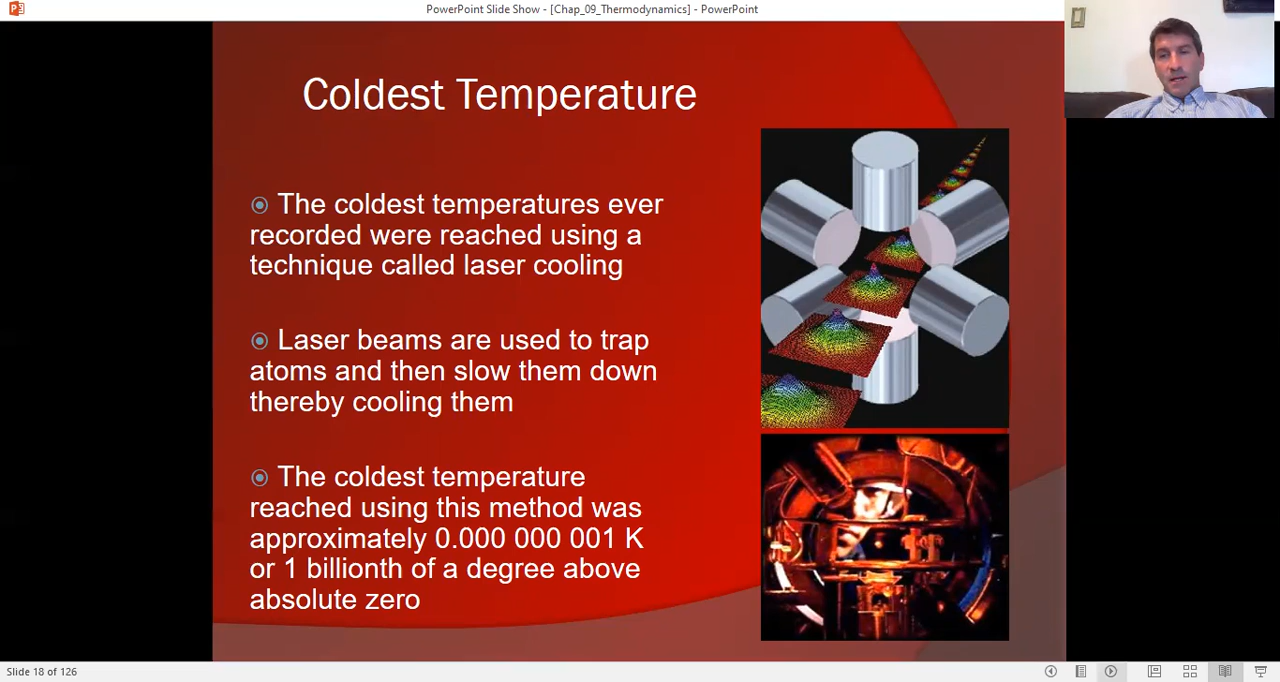 PowerPoint Slide Show - [Chap_09_Thermodynamics] - PowerPoint
Coldest Temperature
The coldest temperatures ever
recorded were reached using a
technique called laser cooling
Laser beams are used to trap
atoms and then slow them down
thereby cooling them
The coldest temperature
reached using this method was
approximately 0.000 000 001 K
or 1 billionth of a degree above
absolute zero
Slide 18 of 126